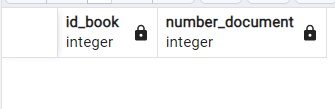 id_book
integer
number_document
integer